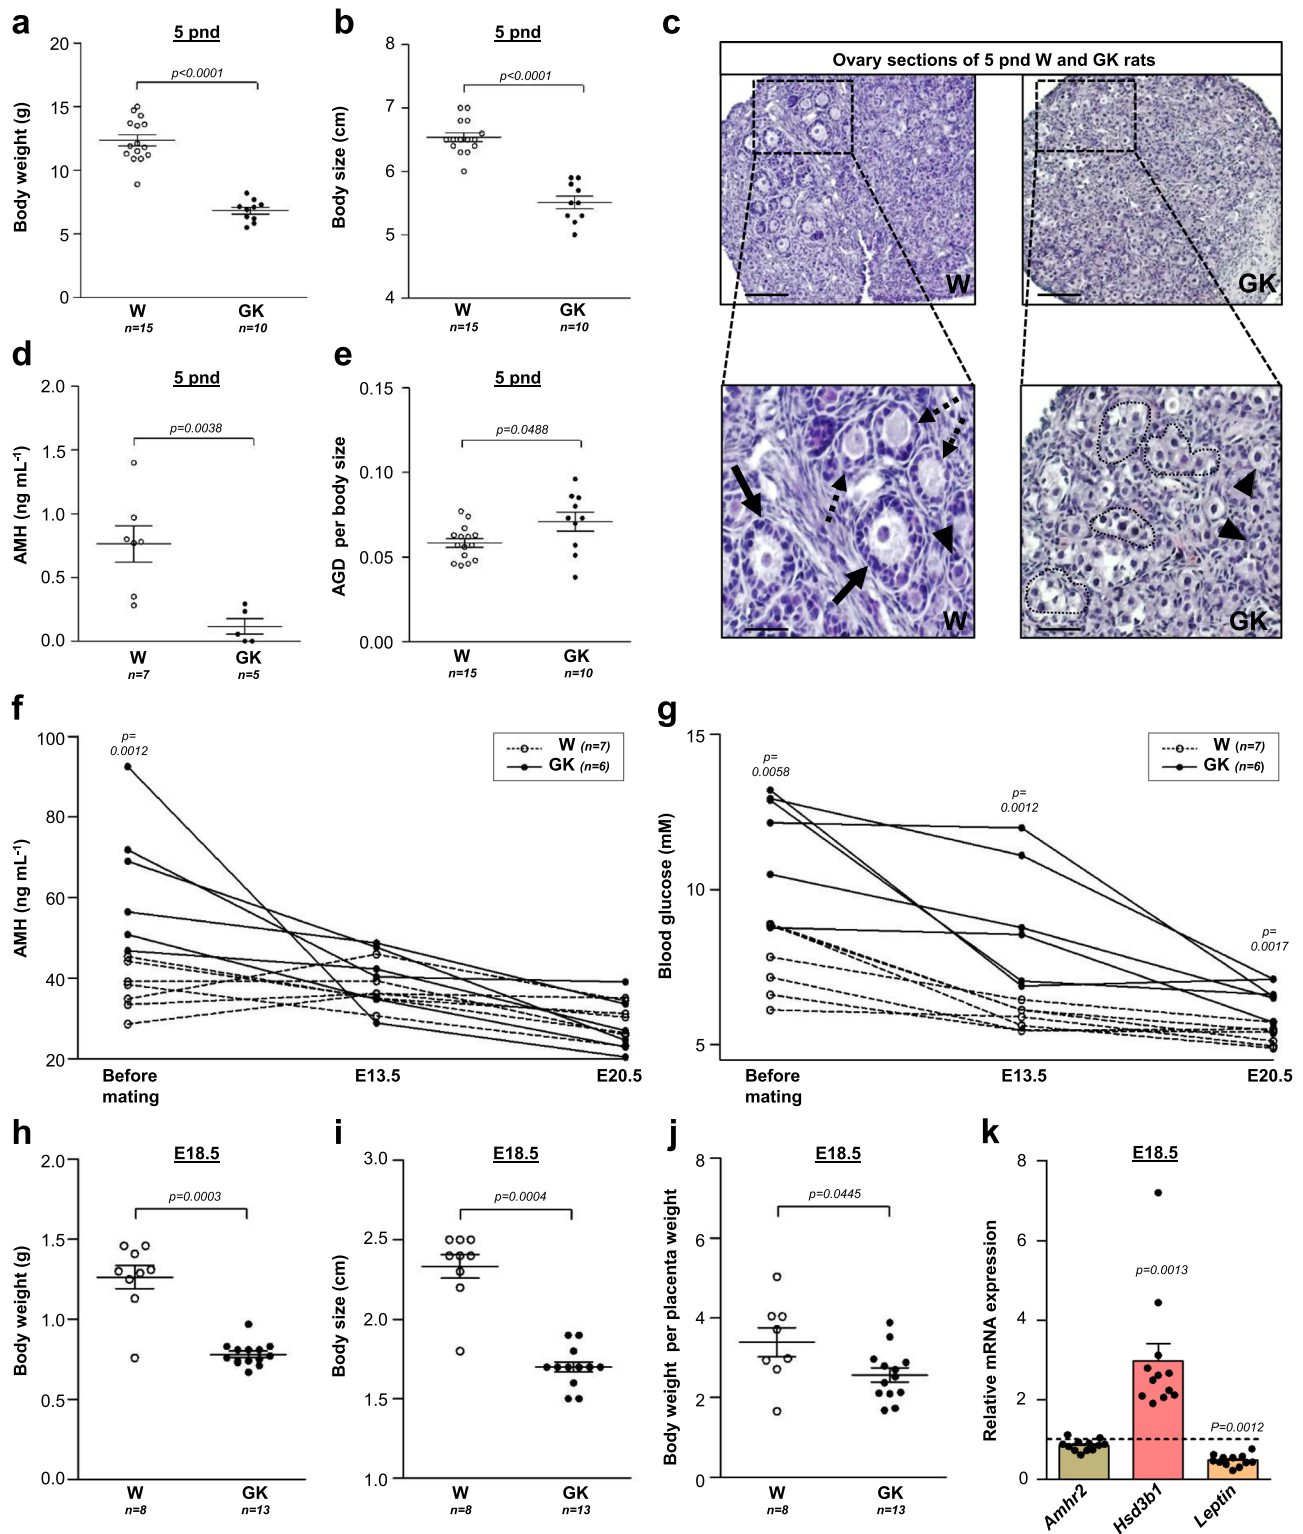 a
5 pnd
Body weight (g)
20
15
10
5
0
p<0.0001
W
n=15
GK
n=10
b
5 pnd
Body size (cm)
8
7
6
5
4
p<0.0001
W
n=15
GK
n=10
c
Ovary sections of 5 pnd W and GK rats
W
GK
W
GK
d
5 pnd
AMH (ng mL-1)
2.0
1.5
1.0
0.5
0.0
p=0.0038
W
n=7
GK
n=5
e
5 pnd
AGD per body size
0.15
0.10
0.05
0.00
p=0.0488
W
n=15
GK
n=10
f
AMH (ng mL-1)
100
80
60
40
20
p=
0.0012
W (n=7)
GK (n=6)
Before
mating
E13.5
E20.5
g
Blood glucose (mM)
15
10
5
p=
0.0058
p=
0.0012
p=
0.0017
W (n=7)
GK (n=6)
Before
mating
E13.5
E20.5
h
E18.5
Body weight (g)
2.0
1.5
1.0
0.5
0.0
p=0.0003
W
n=8
GK
n=13
i
E18.5
Body size (cm)
3.0
2.5
2.0
1.5
1.0
p=0.0004
W
n=8
GK
n=13
j
E18.5
Body weight per placenta weight
8
6
4
2
0
p=0.0445
W
n=8
GK
n=13
k
E18.5
Relative mRNA expression
8
6
4
2
0
p=0.0013
P=0.0012
Amhr2
Hsd3b1
Leptin